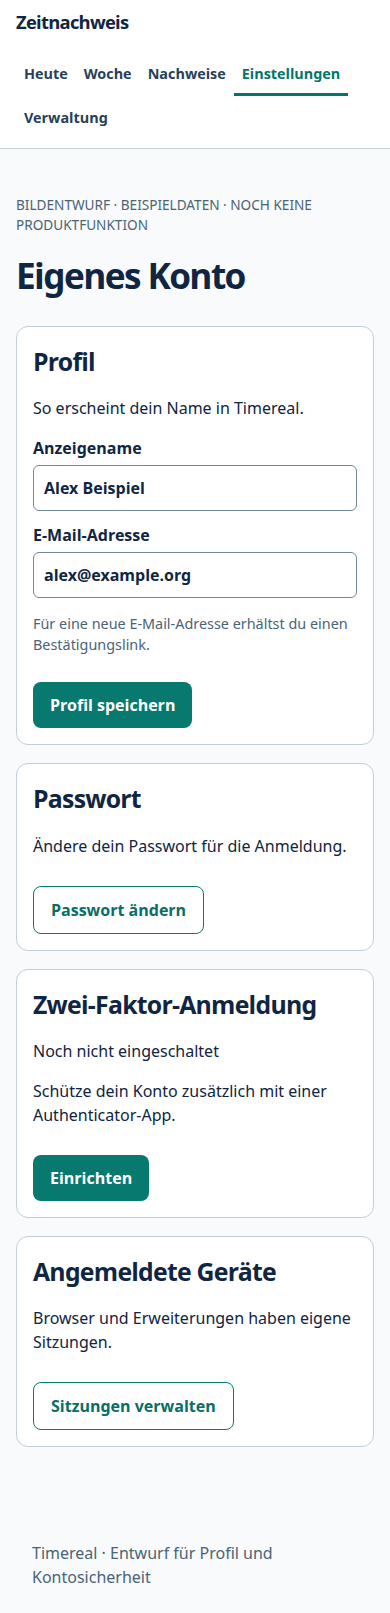 Zeitnachweis
Heute Woche Nachweise Einstellungen
Verwaltung
BILDENTWURF · BEISPIELDATEN · NOCH KEINE
PRODUKTFUNKTION
Eigenes Konto
Profil
So erscheint dein Name in Timereal.
Anzeigename
Alex Beispiel
E-Mail-Adresse
alex@example.org
Für eine neue E-Mail-Adresse erhältst du einen
Bestätigungslink.
Profil speichern
Passwort
Ändere dein Passwort für die Anmeldung.
Passwort ändern
Zwei-Faktor-Anmeldung
Noch nicht eingeschaltet
Schütze dein Konto zusätzlich mit einer
Authenticator-App.
Einrichten
Angemeldete Geräte
Browser und Erweiterungen haben eigene
Sitzungen.
Sitzungen verwalten
Timereal · Entwurf für Profil und
Kontosicherheit